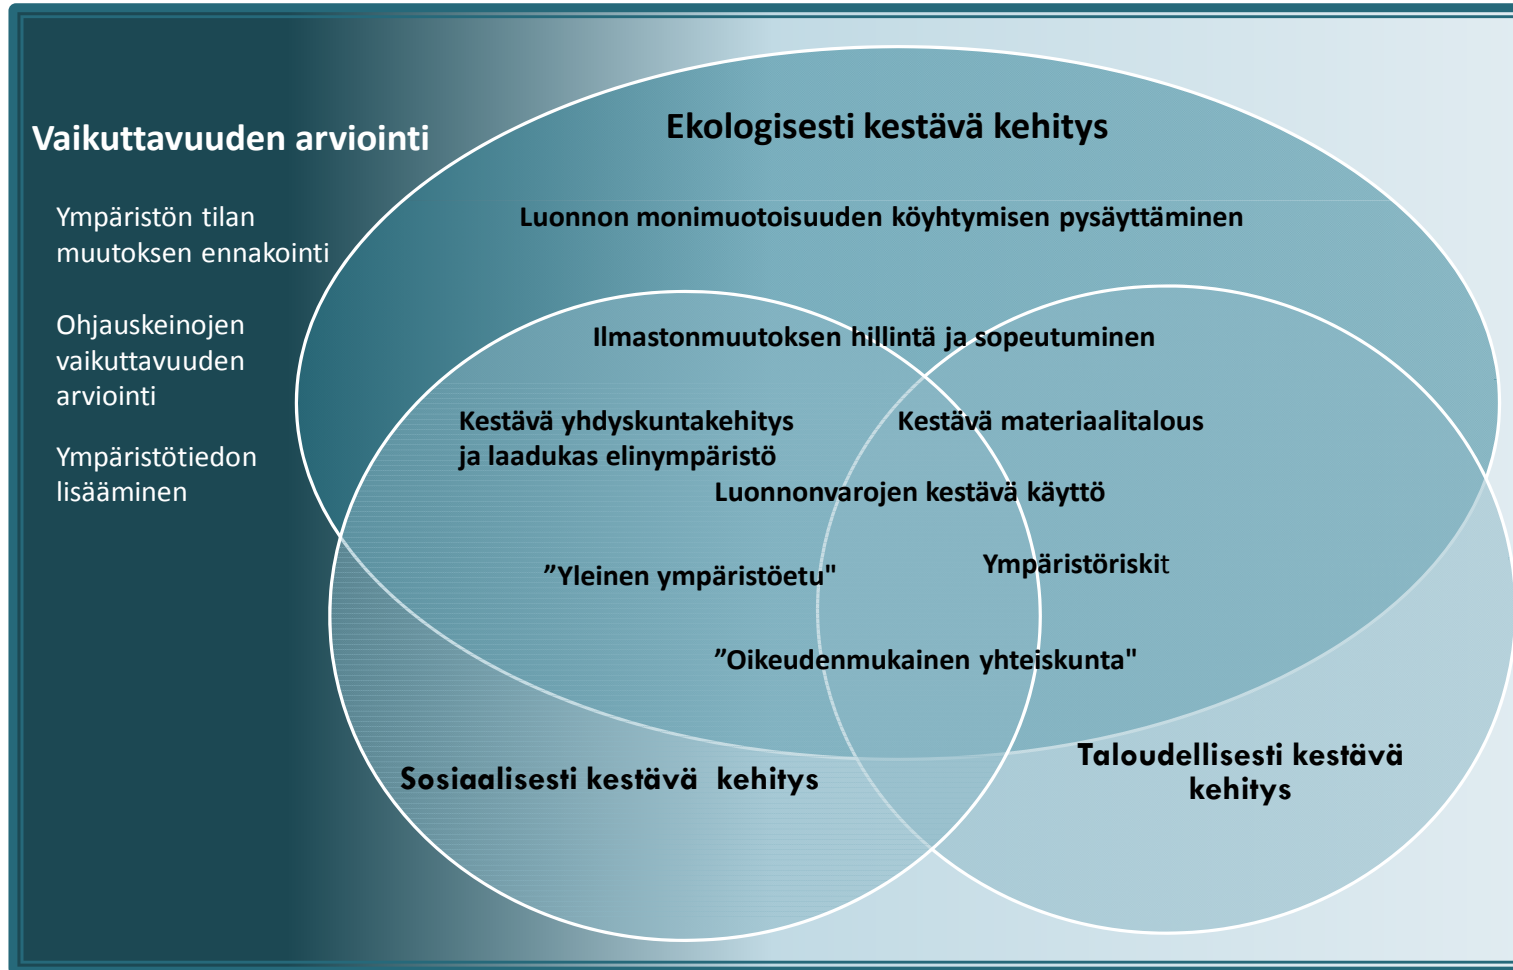 Vaikuttavuuden arviointi
Ympäristön tilan
muutoksen ennakointi
Ohjauskeinojen
vaikuttavuuden
arviointi
Ympäristötiedon
lisääminen
Ekologisesti kestävä kehitys
Luonnon monimuotoisuuden köyhtymisen pysäyttäminen
Ilmastonmuutoksen hillintä ja sopeutuminen
Kestävä yhdyskuntakehitys
ja laadukas elinympäristö
Kestävä materiaalitalous
Luonnonvarojen kestävä käyttö
”Yleinen ympäristöetu"
Ympäristöriskit
”Oikeudenmukainen yhteiskunta"
Sosiaalisesti kestävä kehitys
Taloudellisesti kestävä
kehitys